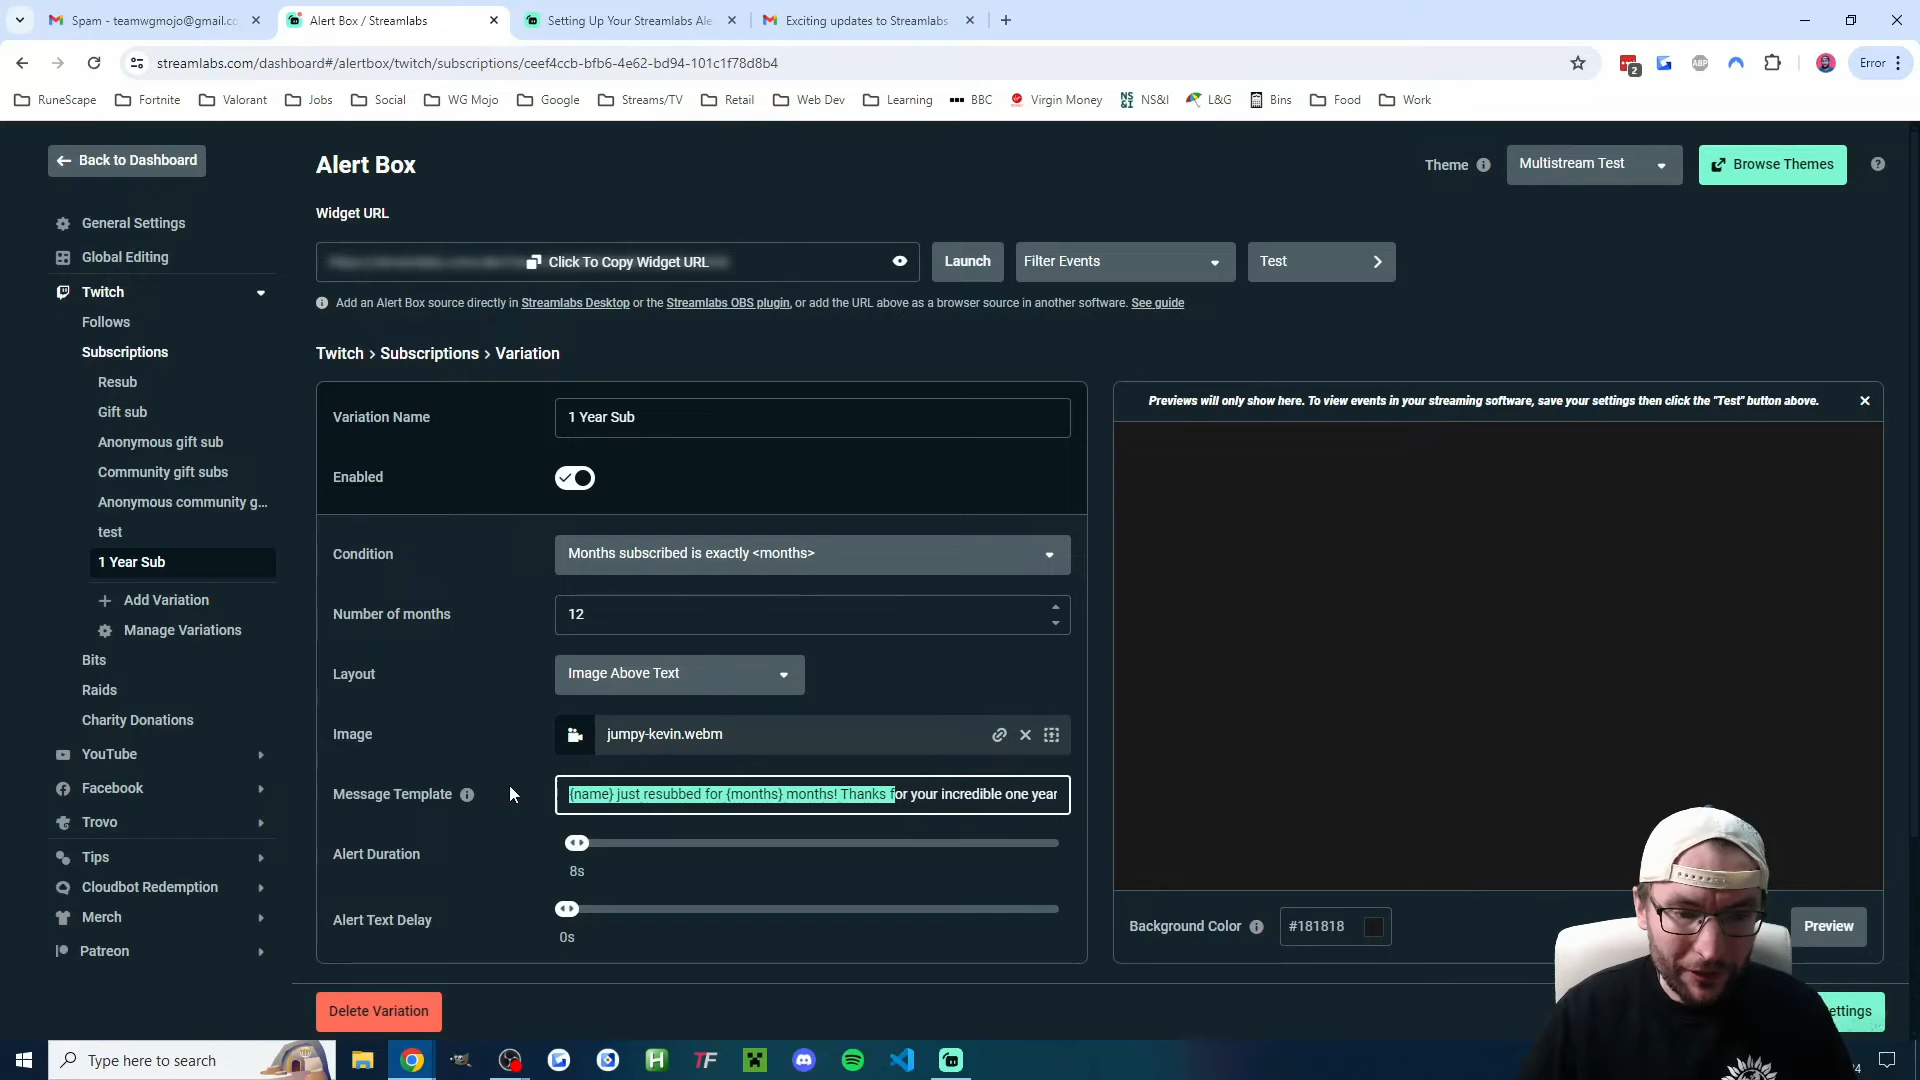 Spam - teamwgmojo@gmail.co
Alert Box / Streamlabs
Setting Up Your Streamlabs Ale
Exciting updates to Streamlabs
streamlabs.com/dashboard#/alertbox/twitch/subscriptions/ceef4ccb-bfb6-4e62-bd94-101c1f78d8b4
2
ABP
Error
RuneScape
Fortnite
Valorant
Jobs
Social
WG Mojo
Google
Streams/TV
Retail
Web Dev
Learning
BBC
Virgin Money
NS&I
NS&I
L&G
Bins
Food
Work
Back to Dashboard
Alert Box
Theme
Multistream Test
Browse Themes
Widget URL
Click To Copy Widget URL
Launch
Filter Events
Test
Add an Alert Box source directly in Streamlabs Desktop or the Streamlabs OBS plugin, or add the URL above as a browser source in another software. See guide
General Settings
Global Editing
Twitch
Follows
Subscriptions
Resub
Gift sub
Anonymous gift sub
Community gift subs
Anonymous community g...
test
1 Year Sub
Add Variation
Manage Variations
Bits
Raids
Charity Donations
YouTube
Facebook
Trovo
Tips
Cloudbot Redemption
Merch
Patreon
Twitch > Subscriptions > Variation
Variation Name
1 Year Sub
Enabled
Condition
Months subscribed is exactly <months>
Number of months
12
Layout
Image Above Text
Image
jumpy-kevin.webm
Message Template
{name} just resubbed for {months} months! Thanks for your incredible one year
Alert Duration
8s
Alert Text Delay
0s
Previews will only show here. To view events in your streaming software, save your settings then click the "Test" button above.
Background Color
#181818
Preview
Delete Variation
ettings
Type here to search
H
TF